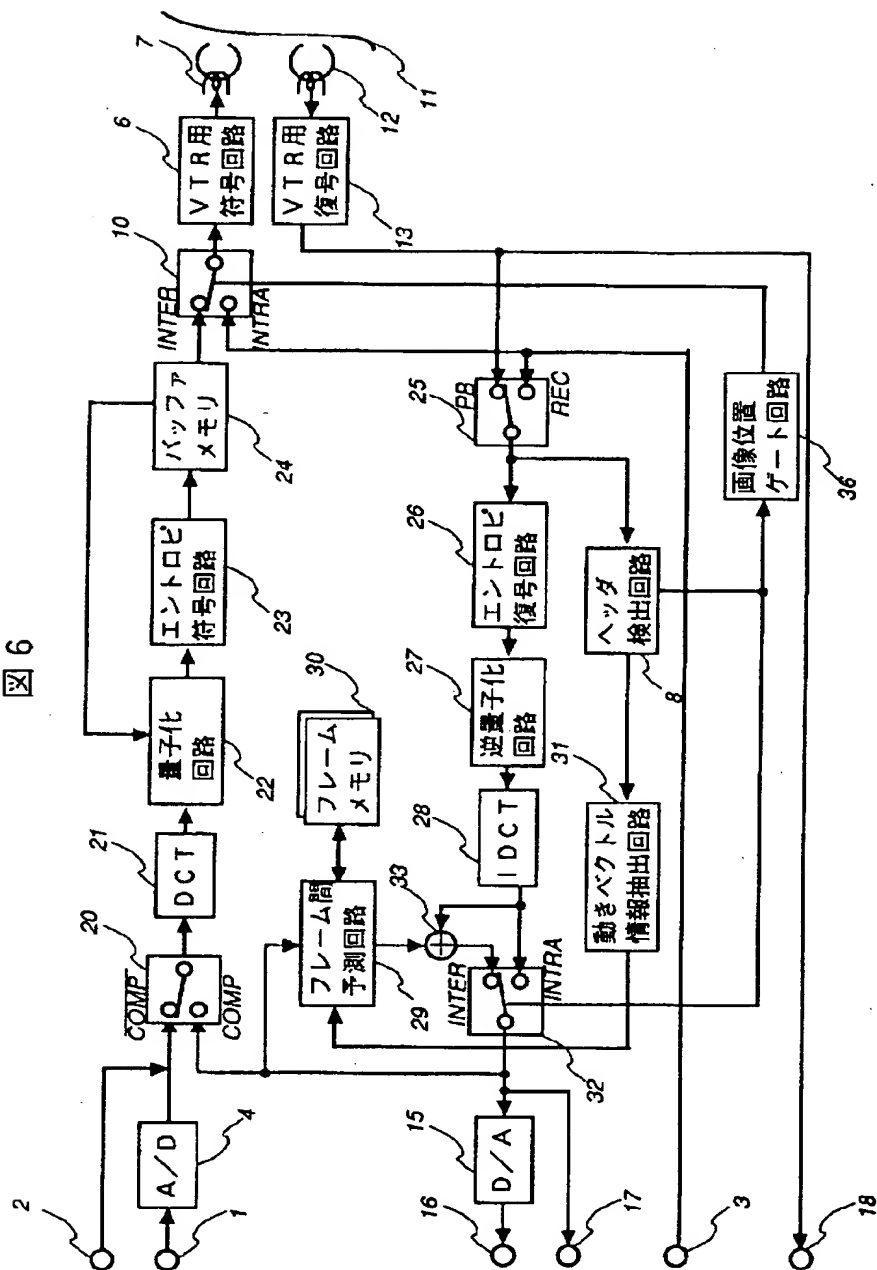 図6
2
1
A/D
4
COMP
COMP
20
DCT
21
量子化
回路
22
エントロピ
符号回路
23
バッファ
メモリ
24
INTER
INTRA
10
VTR用
符号回路
6
7
VTR用
復号回路
13
12
11
フレーム間
予測回路
29
フレーム
メモリ
30
33
INTER
INTRA
32
IDCT
28
逆量子化
回路
27
エントロピ
復号回路
26
PB
REC
25
ヘッダ
検出回路
8
動きベクトル
情報抽出回路
31
画像位置
ゲート回路
36
D/A
15
16
17
3
18